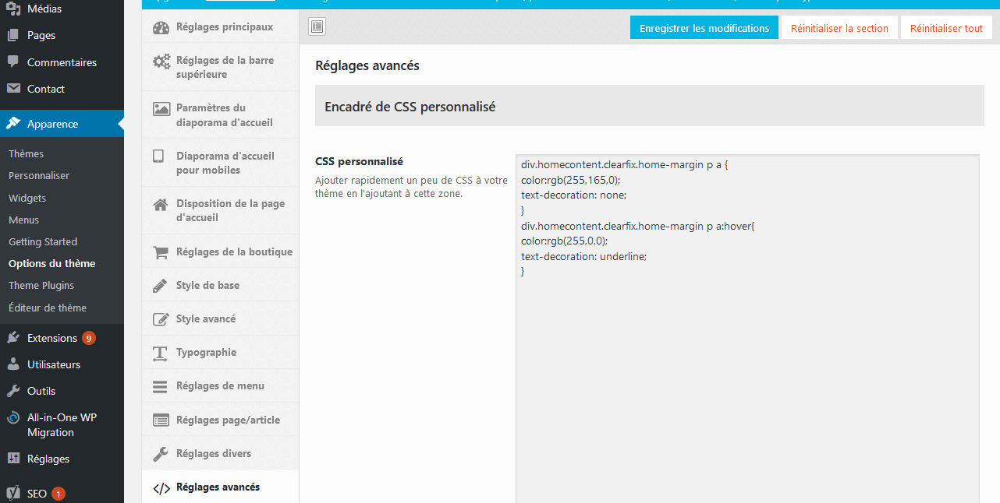 Médias
Pages
Commentaires
Contact
Apparence
Thèmes
Personnaliser
Widgets
Menus
Getting Started
Options du thème
Theme Plugins
Éditeur de thème
Extensions 9
Utilisateurs
Outils
All-in-One WP
Migration
Réglages
SEO 1
Réglages principaux
Réglages de la barre
supérieure
Paramètres du
diaporama d'accueil
Diaporama d'accueil
pour mobiles
Disposition de la page
d'accueil
Réglages de la boutique
Style de base
Style avancé
Typographie
Réglages de menu
Réglages page/article
Réglages divers
Réglages avancés
Enregistrer les modifications
Réinitialiser la section
Réinitialiser tout
Réglages avancés
Encadré de CSS personnalisé
CSS personnalisé
Ajouter rapidement un peu de CSS à votre
thème en l'ajoutant à cette zone.
div.homecontent.clearfix.home-margin p a {
color:rgb(255,165,0);
text-decoration: none;
}
div.homecontent.clearfix.home-margin p a:hover{
color:rgb(255,0,0);
text-decoration: underline;
}